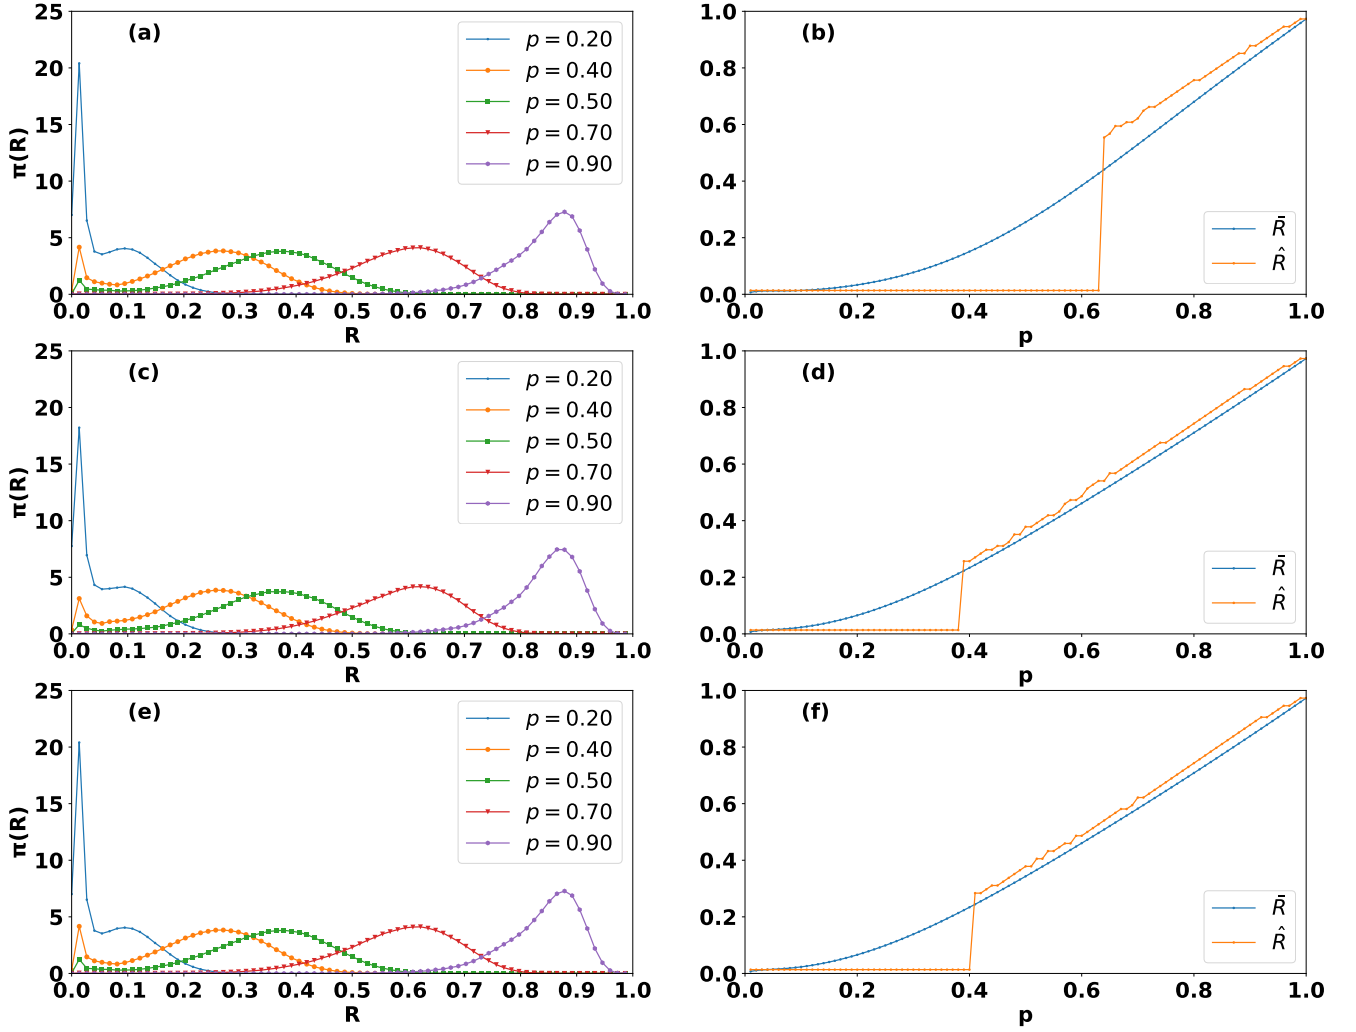 25
20
15
10
5
0
π(R)
(a)
p = 0.20
p = 0.40
p = 0.50
p = 0.70
p = 0.90
0.0 0.1 0.2 0.3 0.4 0.5 0.6 0.7 0.8 0.9 1.0
R
1.0
0.8
0.6
0.4
0.2
0.0
(b)
R̄
R̂
0.0 0.2 0.4 0.6 0.8 1.0
p
25
20
15
10
5
0
π(R)
(c)
p = 0.20
p = 0.40
p = 0.50
p = 0.70
p = 0.90
0.0 0.1 0.2 0.3 0.4 0.5 0.6 0.7 0.8 0.9 1.0
R
1.0
0.8
0.6
0.4
0.2
0.0
(d)
R̄
R̂
0.0 0.2 0.4 0.6 0.8 1.0
p
25
20
15
10
5
0
π(R)
(e)
p = 0.20
p = 0.40
p = 0.50
p = 0.70
p = 0.90
0.0 0.1 0.2 0.3 0.4 0.5 0.6 0.7 0.8 0.9 1.0
R
1.0
0.8
0.6
0.4
0.2
0.0
(f)
R̄
R̂
0.0 0.2 0.4 0.6 0.8 1.0
p